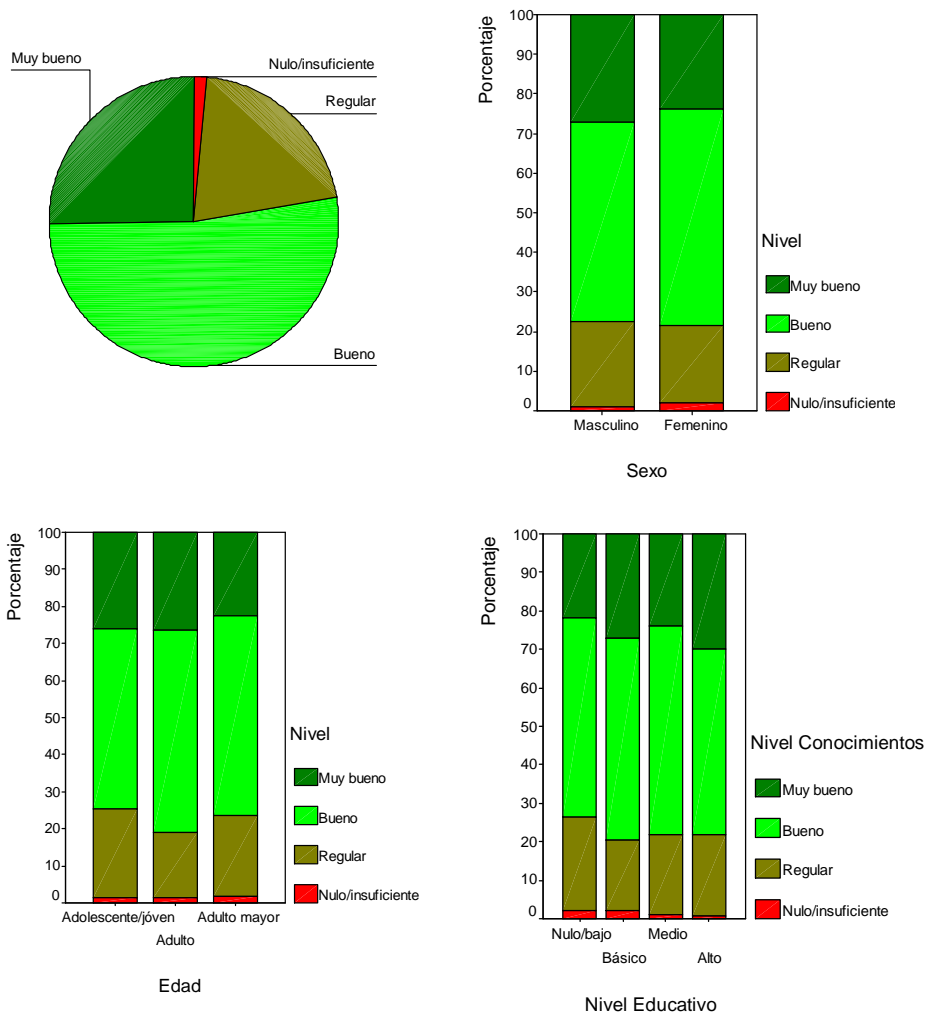 Muy bueno
Nulo/insuficiente
Regular
Bueno
Porcentaje
100
90
80
70
60
50
40
30
20
10
0
Masculino
Femenino
Sexo
Nivel
Muy bueno
Bueno
Regular
Nulo/insuficiente
Porcentaje
100
90
80
70
60
50
40
30
20
10
0
Adolescente/jóven
Adulto
Adulto mayor
Edad
Nivel
Muy bueno
Bueno
Regular
Nulo/insuficiente
Porcentaje
100
90
80
70
60
50
40
30
20
10
0
Nulo/bajo
Básico
Medio
Alto
Nivel Educativo
Nivel Conocimientos
Muy bueno
Bueno
Regular
Nulo/insuficiente